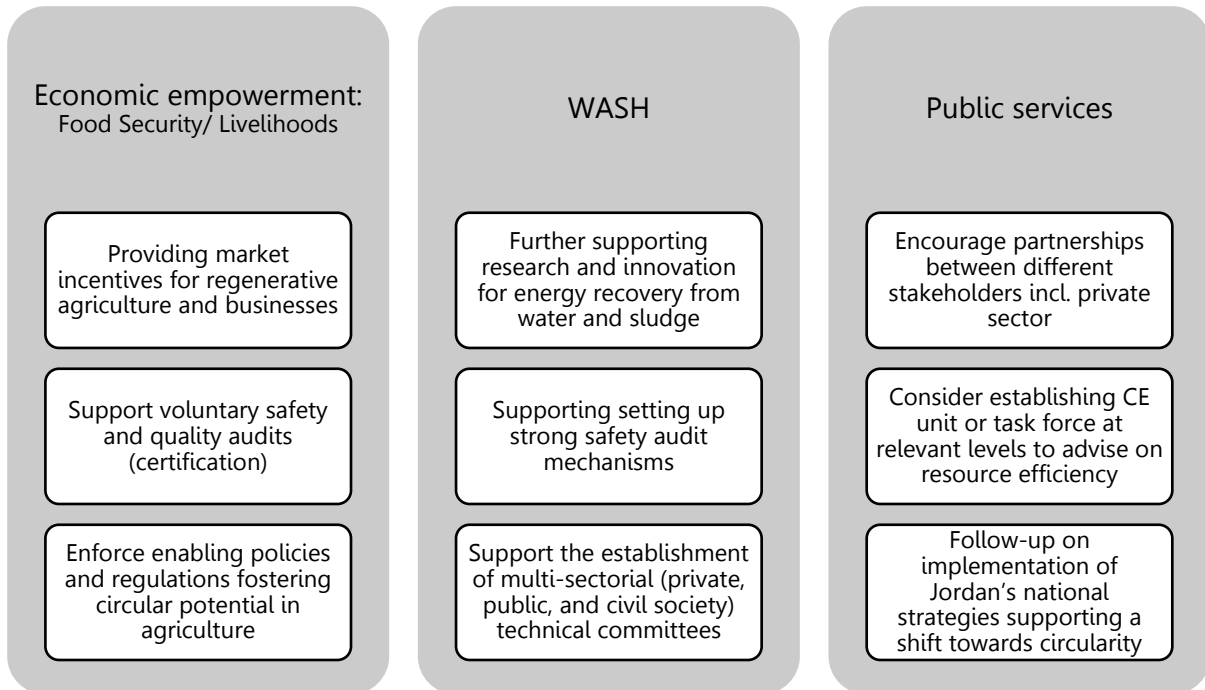 Economic empowerment:
Food Security/ Livelihoods
Providing market
incentives for regenerative
agriculture and businesses
Support voluntary safety
and quality audits
(certification)
Enforce enabling policies
and regulations fostering
circular potential in
agriculture
WASH
Further supporting
research and innovation
for energy recovery from
water and sludge
Supporting setting up
strong safety audit
mechanisms
Support the establishment
of multi-sectorial (private,
public, and civil society)
technical committees
Public services
Encourage partnerships
between different
stakeholders incl. private
sector
Consider establishing CE
unit or task force at
relevant levels to advise on
resource efficiency
Follow-up on
implementation of
Jordan‘s national
strategies supporting a
shift towards circularity